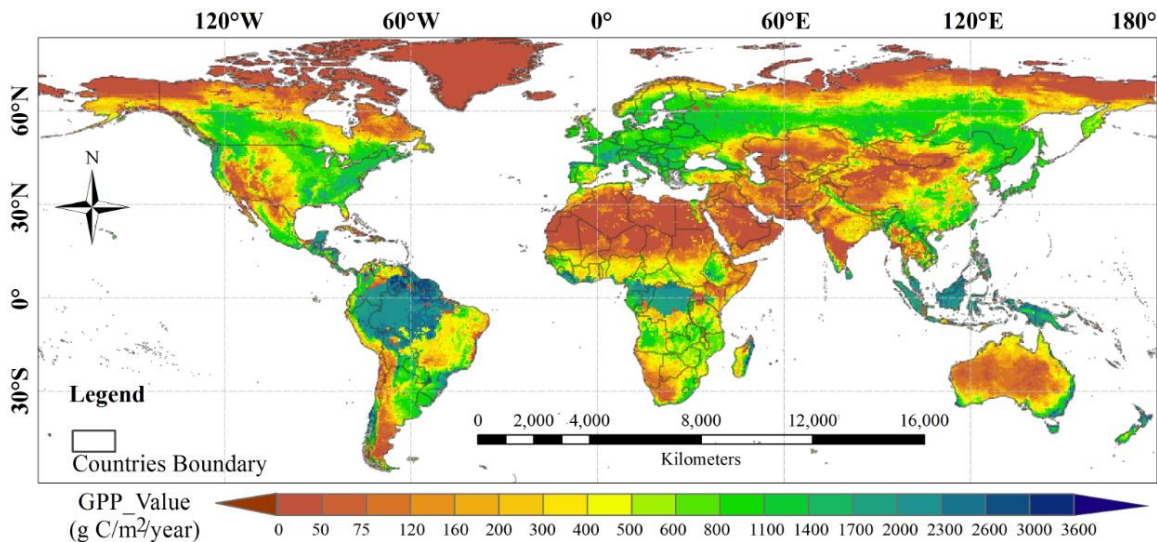 120°W 60°W 0° 60°E 120°E 180°
60°N
30°N
0°
30°S
N
Legend
Countries Boundary
0 2,000 4,000 8,000 12,000 16,000
Kilometers
GPP_Value
(g C/m²/year)
0 50 75 120 160 200 300 400 500 600 800 1100 1400 1700 2000 2300 2600 3000 3600